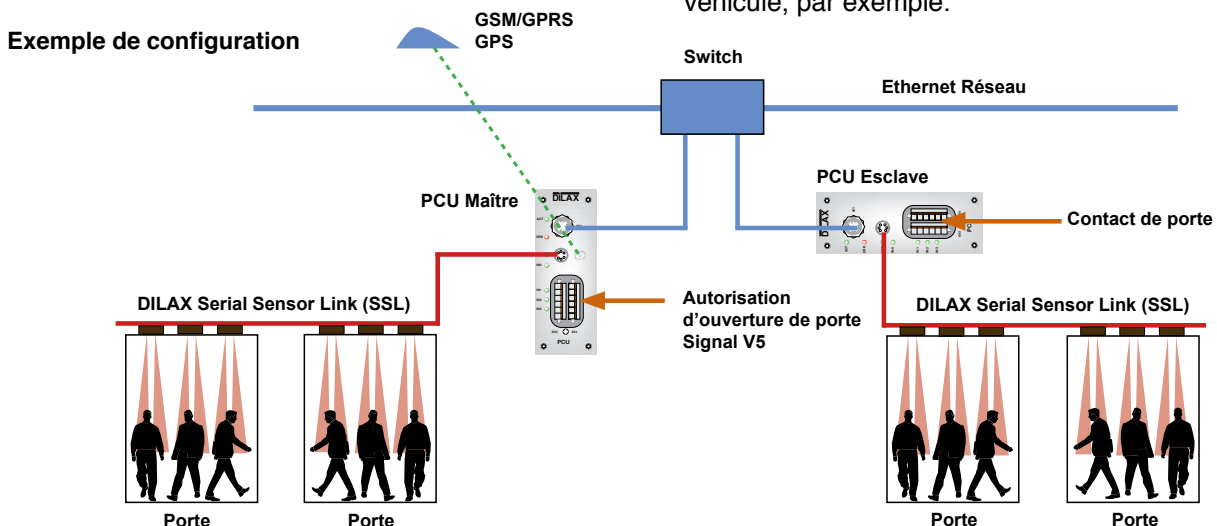 véhicule, par exemple.
Exemple de configuration
GSM/GPRS
GPS
Switch
Ethernet Réseau
PCU Maître
DILAX
PCU
PCU Esclave
DILAX
Contact de porte
Autorisation
d'ouverture de porte
Signal V5
DILAX Serial Sensor Link (SSL)
DILAX Serial Sensor Link (SSL)
Porte
Porte
Porte
Porte